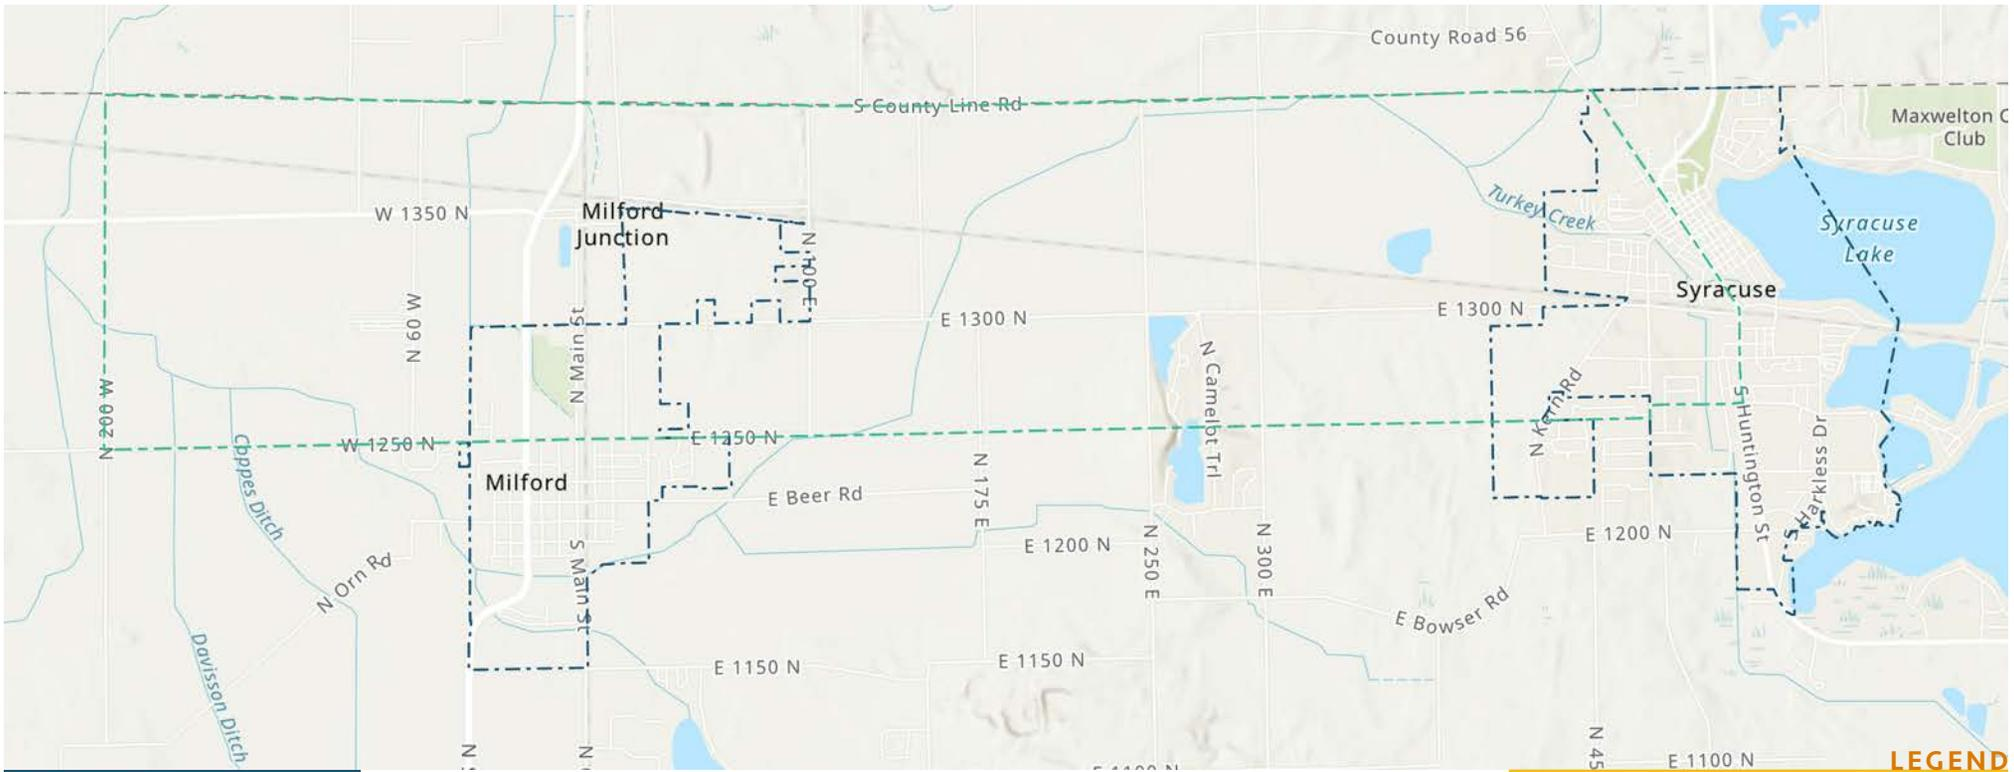 County Road 56
S County Line Rd
Maxwelton C
Club
W 1350 N
Milford
Junction
Turkey Creek
Syracuse
Lake
N 100 E
Syracuse
N 60 W
N Main St
E 1300 N
E 1300 N
N Camelot Trl
N Kern Rd
N 200 W
W 1250 N
E 1250 N
S Huntington St
S Harkless Dr
Coppes Ditch
Milford
E Beer Rd
N 175 E
N 250 E
N 300 E
E 1200 N
E 1200 N
N Orn Rd
S Main St
E Bowser Rd
Davisson Ditch
E 1150 N
E 1150 N
N 45
E 1100 N
LEGEND